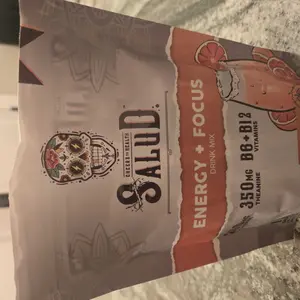 SALUD
ENERGY + FOCUS
DRINK MIX
350MG
THEANINE
B6+B12
VITAMINS